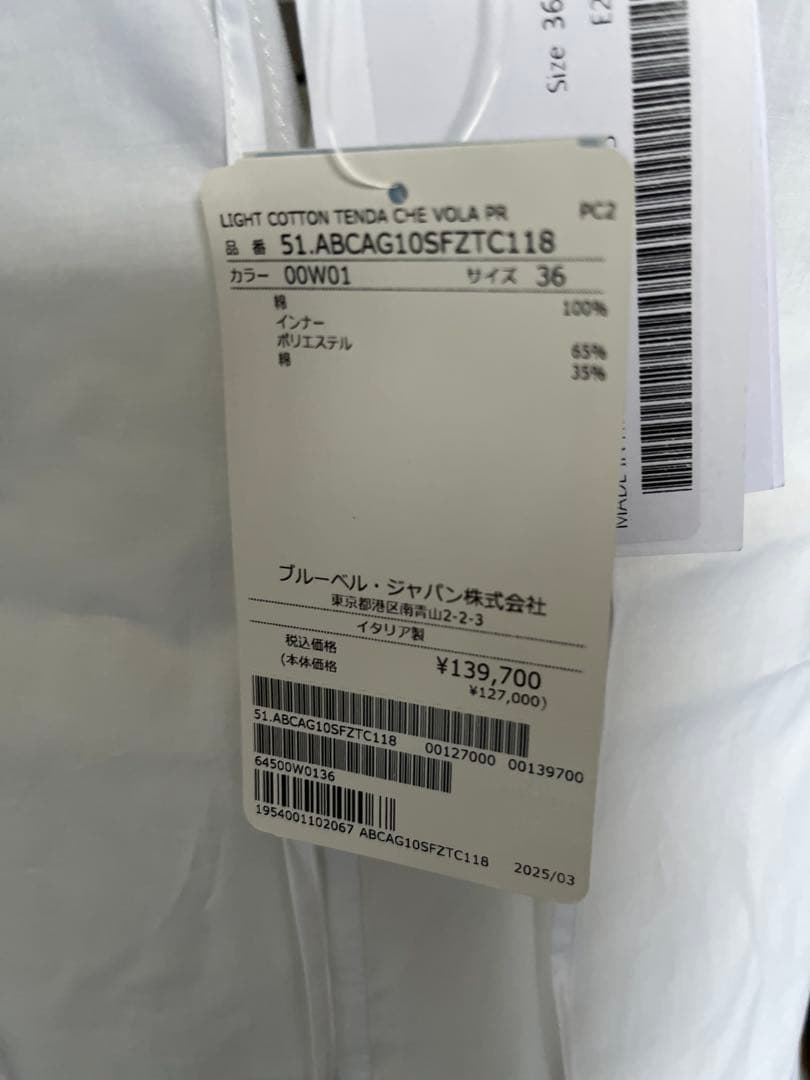 Size 36
LIGHT COTTON TENDA CHE VOLA PR PC2
品 番 51.ABCAG10SFZTC118
カラー 00W01 サイズ 36
綿 100%
インナー
ポリエステル 65%
綿 35%
ブルーベル・ジャパン株式会社
東京都港区南青山2-2-3
イタリア製
税込価格 ¥139,700
(本体価格 ¥127,000)
51.ABCAG10SFZTC118 00127000 00139700
64500W0136
1954001102067 ABCAG10SFZTC118 2025/03
MADE IN